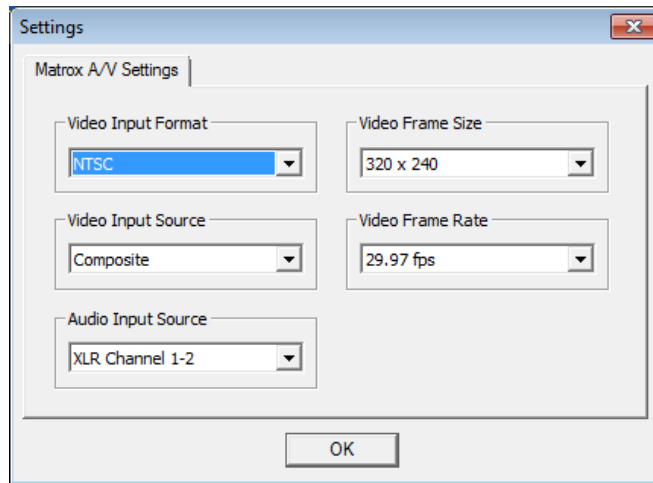 Settings
Matrox A/V Settings
Video Input Format
NTSC
Video Frame Size
320 x 240
Video Input Source
Composite
Video Frame Rate
29.97 fps
Audio Input Source
XLR Channel 1-2
OK